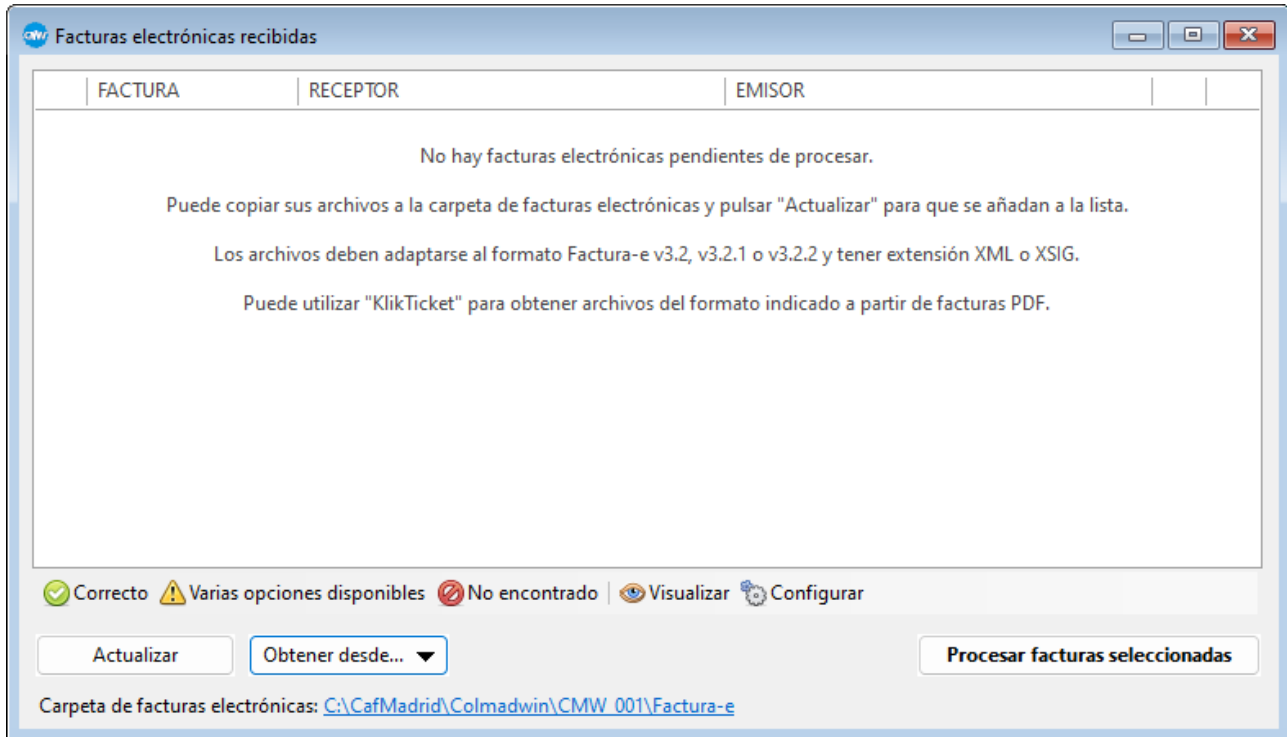 Facturas electrónicas recibidas
FACTURA RECEPTOR EMISOR
No hay facturas electrónicas pendientes de procesar.
Puede copiar sus archivos a la carpeta de facturas electrónicas y pulsar "Actualizar" para que se añadan a la lista.
Los archivos deben adaptarse al formato Factura-e v3.2, v3.2.1 o v3.2.2 y tener extensión XML o XSIG.
Puede utilizar "KlikTicket" para obtener archivos del formato indicado a partir de facturas PDF.
Correcto Varias opciones disponibles No encontrado Visualizar Configurar
Actualizar Obtener desde... Procesar facturas seleccionadas
Carpeta de facturas electrónicas: C:\CafMadrid\Colmadwin\CMW_001\Factura-e